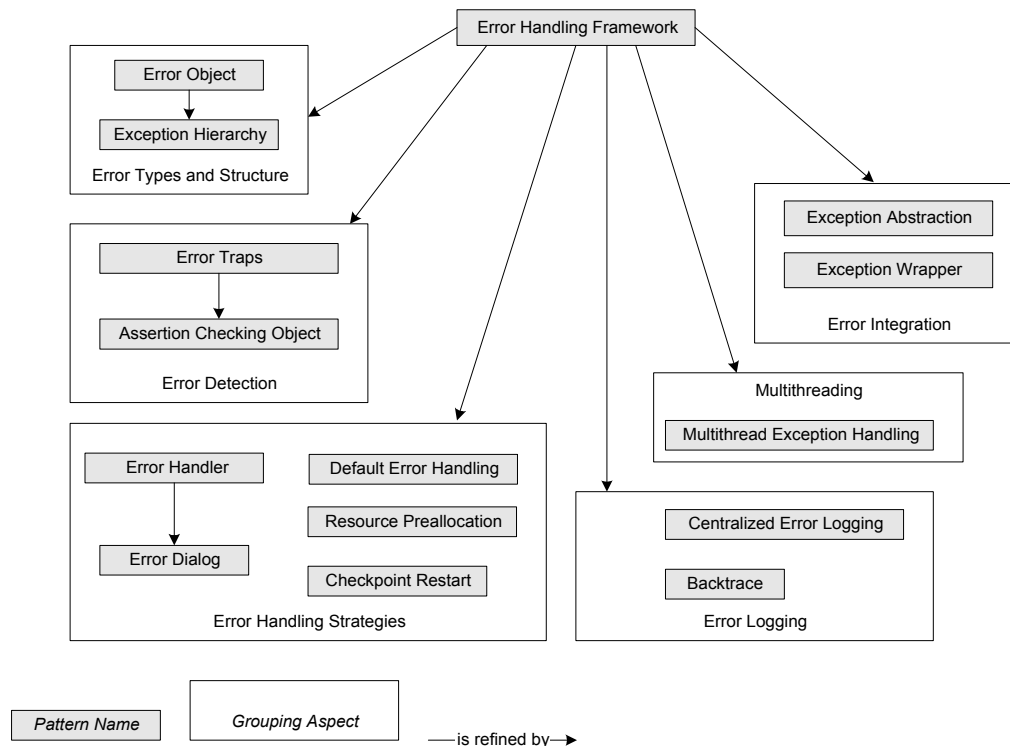 Error Handling Framework
Error Object
Exception Hierarchy
Error Types and Structure
Error Traps
Assertion Checking Object
Error Detection
Error Handler
Error Dialog
Default Error Handling
Resource Preallocation
Checkpoint Restart
Error Handling Strategies
Exception Abstraction
Exception Wrapper
Error Integration
Multithreading
Multithread Exception Handling
Centralized Error Logging
Backtrace
Error Logging
Pattern Name
Grouping Aspect
is refined by